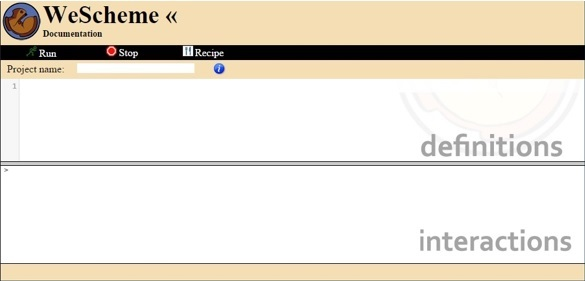 WeScheme «
Documentation
Run Stop Recipe
Project name: i
1
definitions
>
interactions